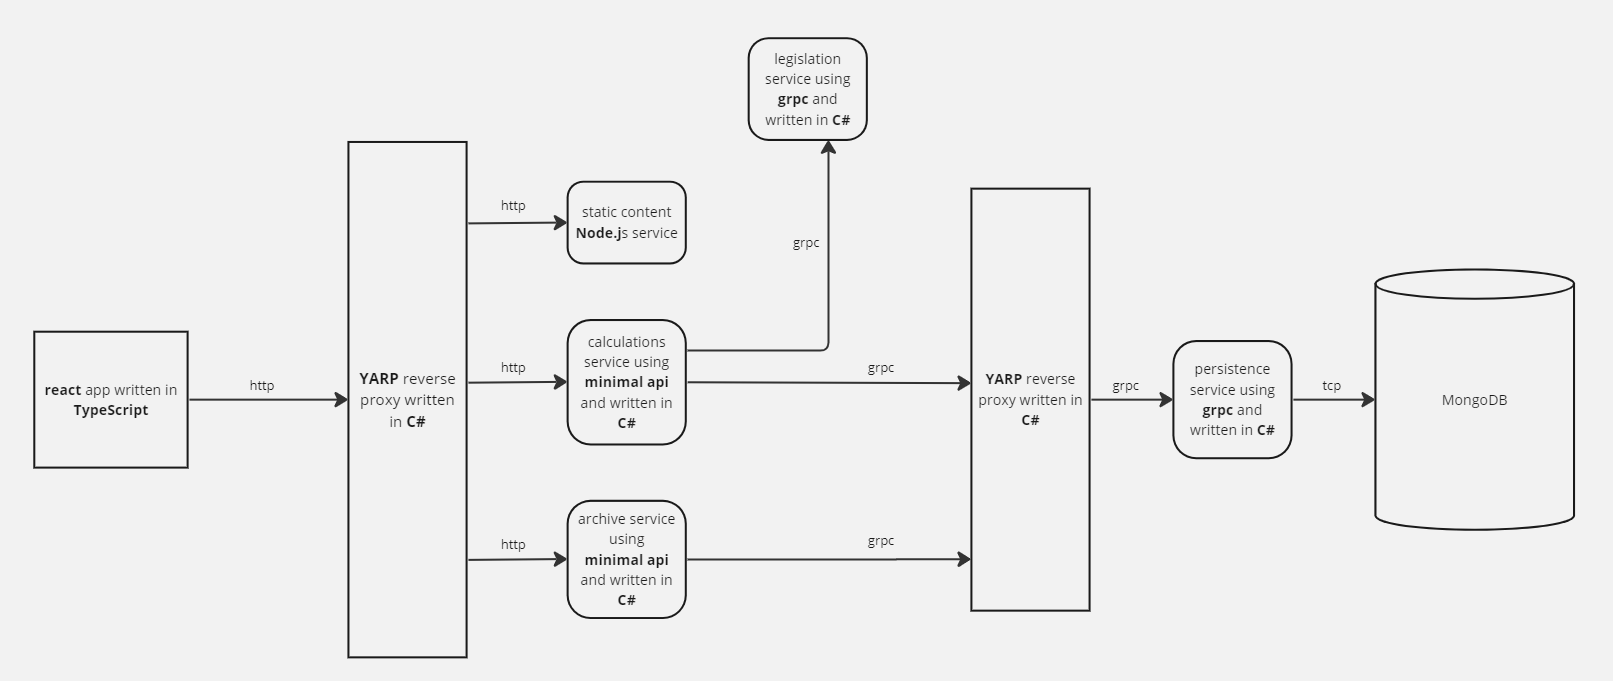 legislation
service using
grpc and
written in C#
http
static content
Node.js service
grpc
react app written in
TypeScript
http
YARP reverse
proxy written
in C#
http
calculations
service using
minimal api
and written in
C#
grpc
YARP reverse
proxy written in
C#
grpc
persistence
service using
grpc and
written in C#
tcp
MongoDB
http
archive service
using
minimal api
and written in
C#
grpc